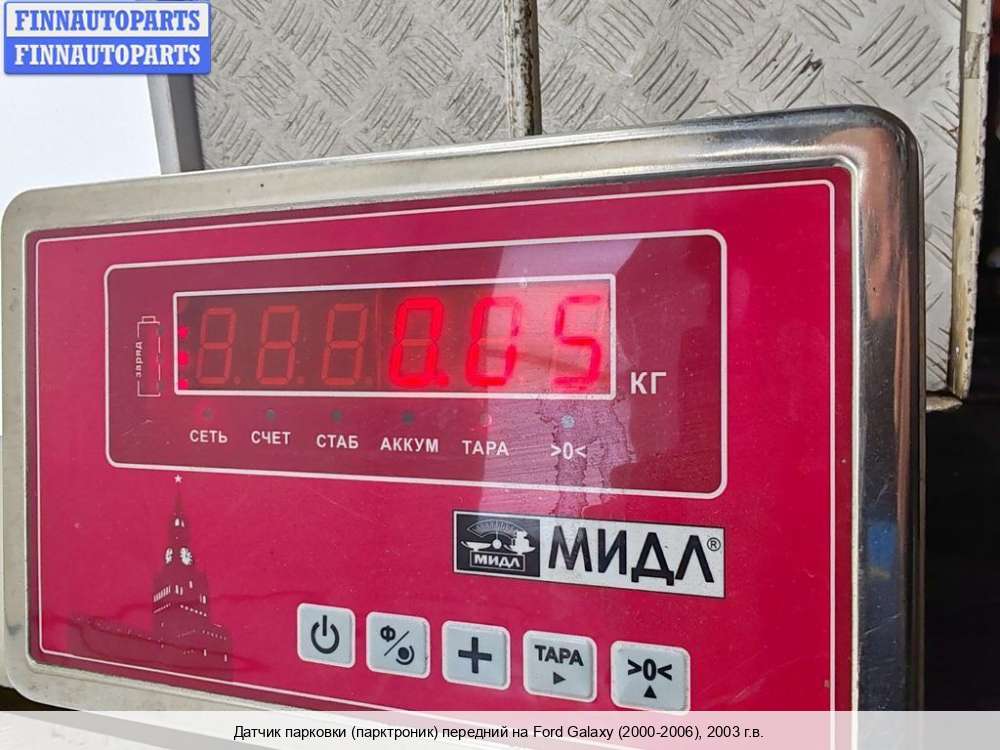 FINNAUTOPARTS
FINNAUTOPARTS
заряд
0.05
КГ
СЕТЬ СЧЕТ СТАБ АККУМ ТАРА >0<
МИДЛ МИДЛ®
Ф/
ТАРА
>0<
Датчик парковки (парктроник) передний на Ford Galaxy (2000-2006), 2003 г.в.